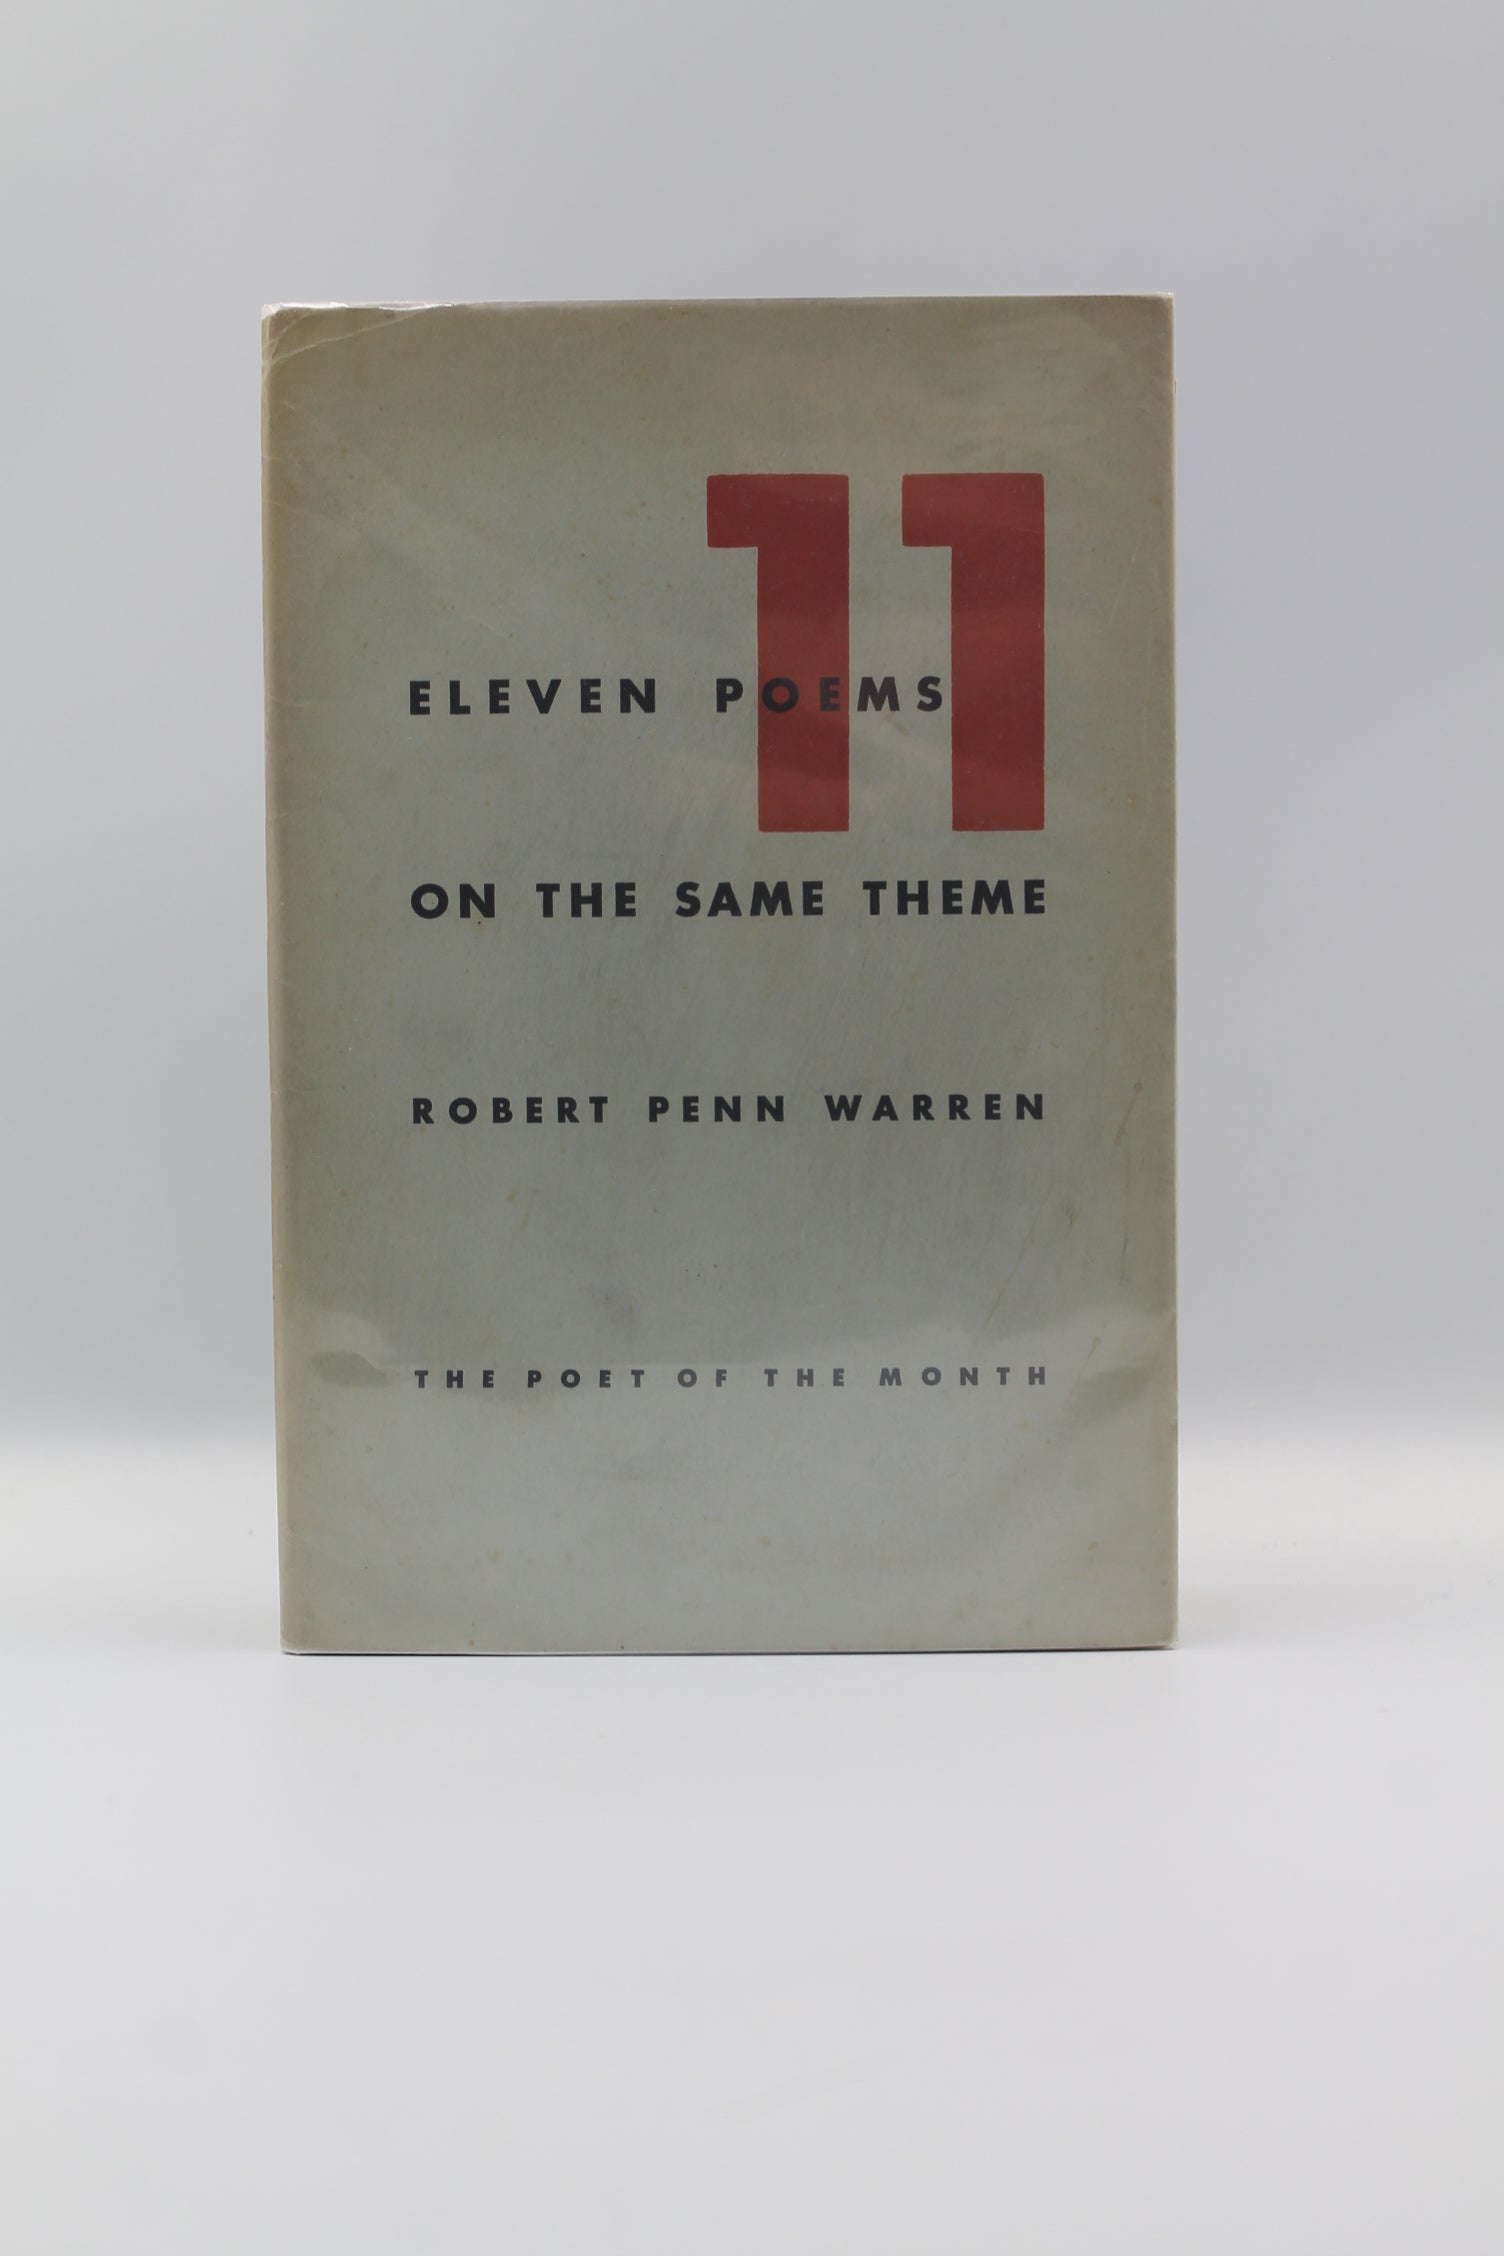 11
ELEVEN POEMS
ON THE SAME THEME
ROBERT PENN WARREN
THE POET OF THE MONTH